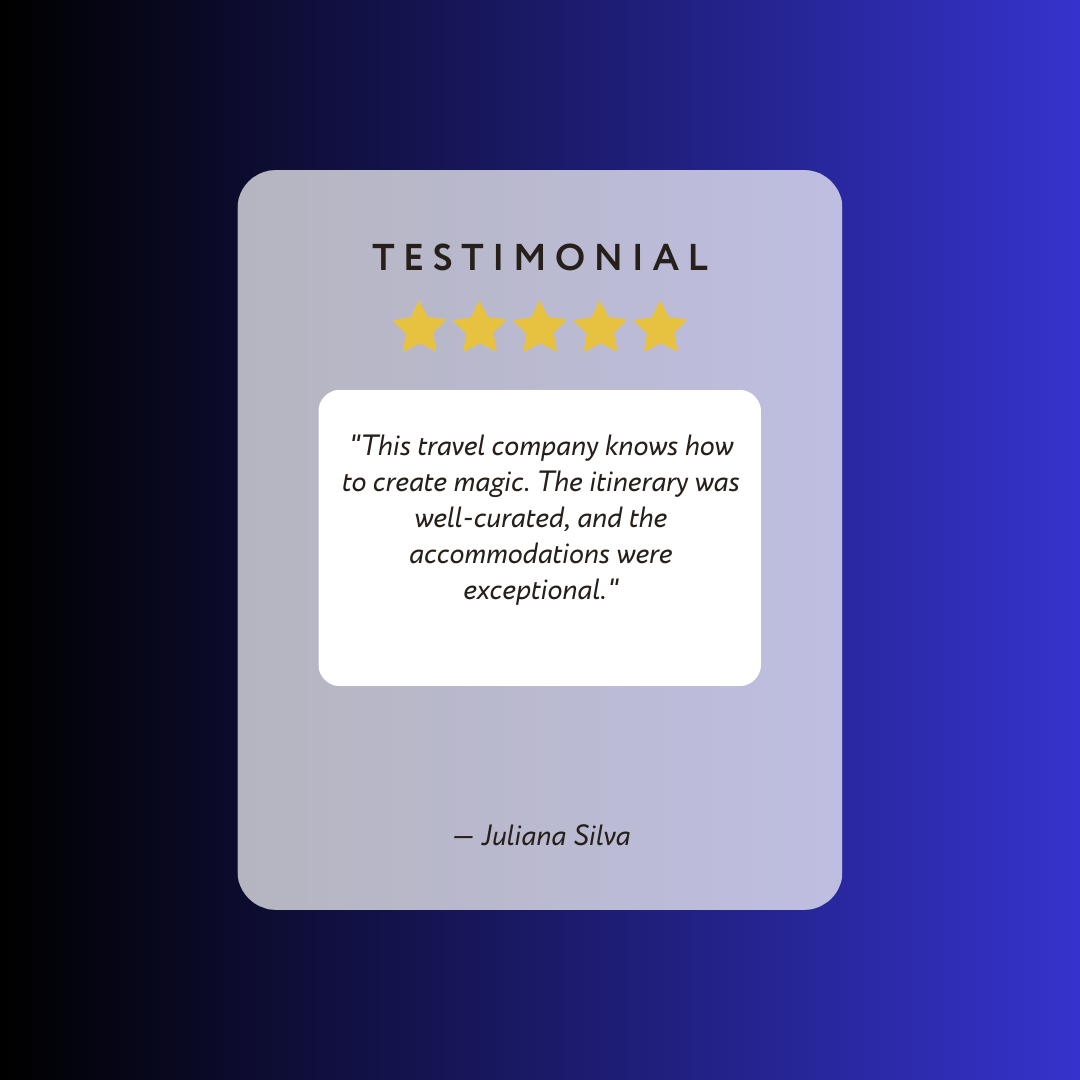 TESTIMONIAL
"This travel company knows how
to create magic. The itinerary was
well-curated, and the
accommodations were
exceptional."
— Juliana Silva